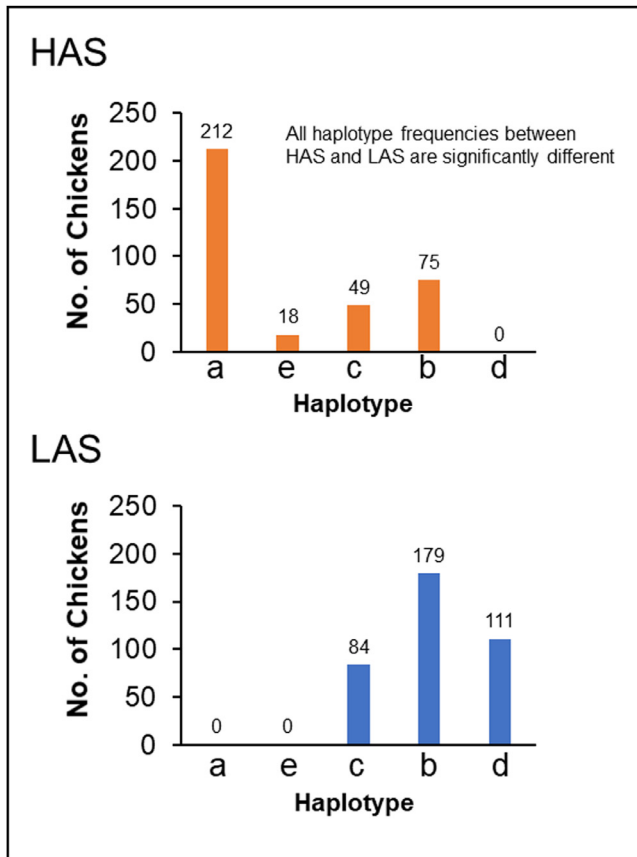 HAS
All haplotype frequencies between
HAS and LAS are significantly different
No. of Chickens
250
200
150
100
50
0
212
18
49
75
0
a e c b d
Haplotype
LAS
No. of Chickens
250
200
150
100
50
0
0
0
84
179
111
a e c b d
Haplotype